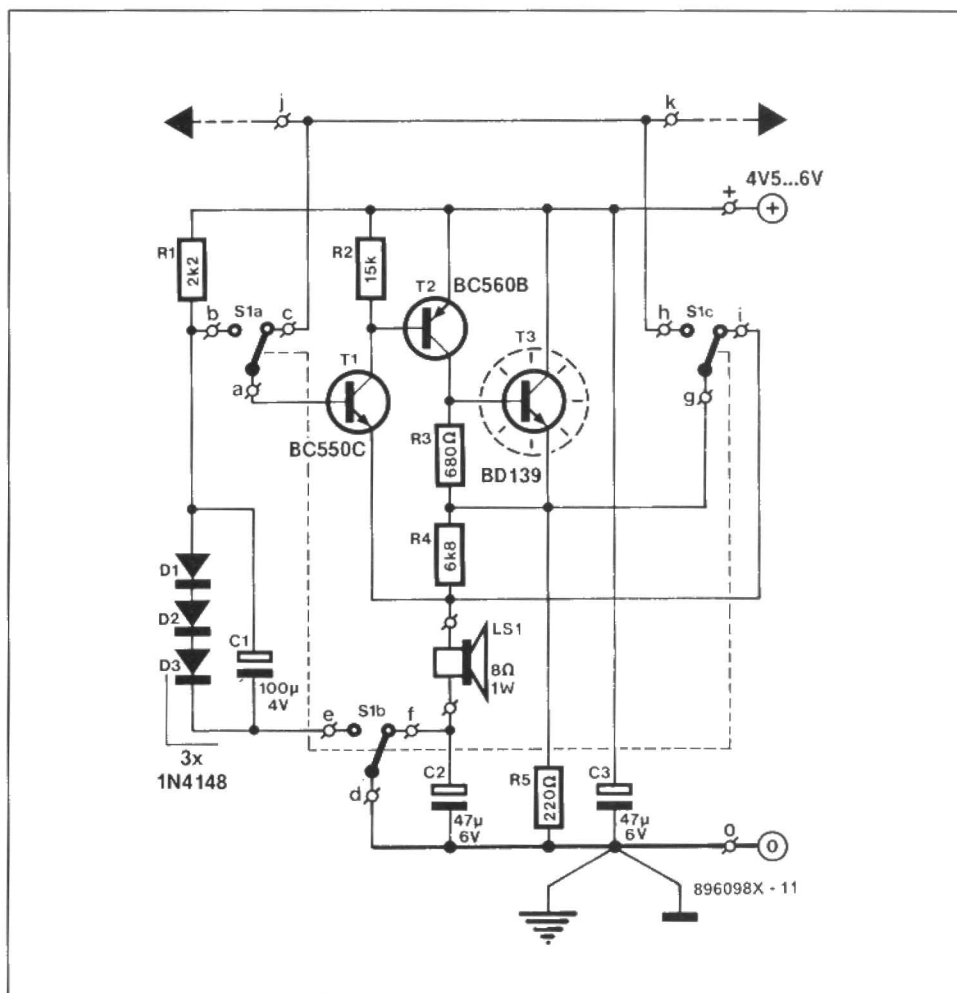 j
k
4V5...6V
+
+
R1
2k2
R2
15k
T2
BC560B
b
S1a
c
h
S1c
i
T1
T3
a
g
BC550C
R3
680Ω
BD139
R4
6k8
D1
LS1
D2
C1
8Ω
D3
1W
100µ
4V
e
S1b
f
3x
1N4148
d
C2
R5
220Ω
C3
47µ
6V
47µ
6V
0
0
896098X - 11